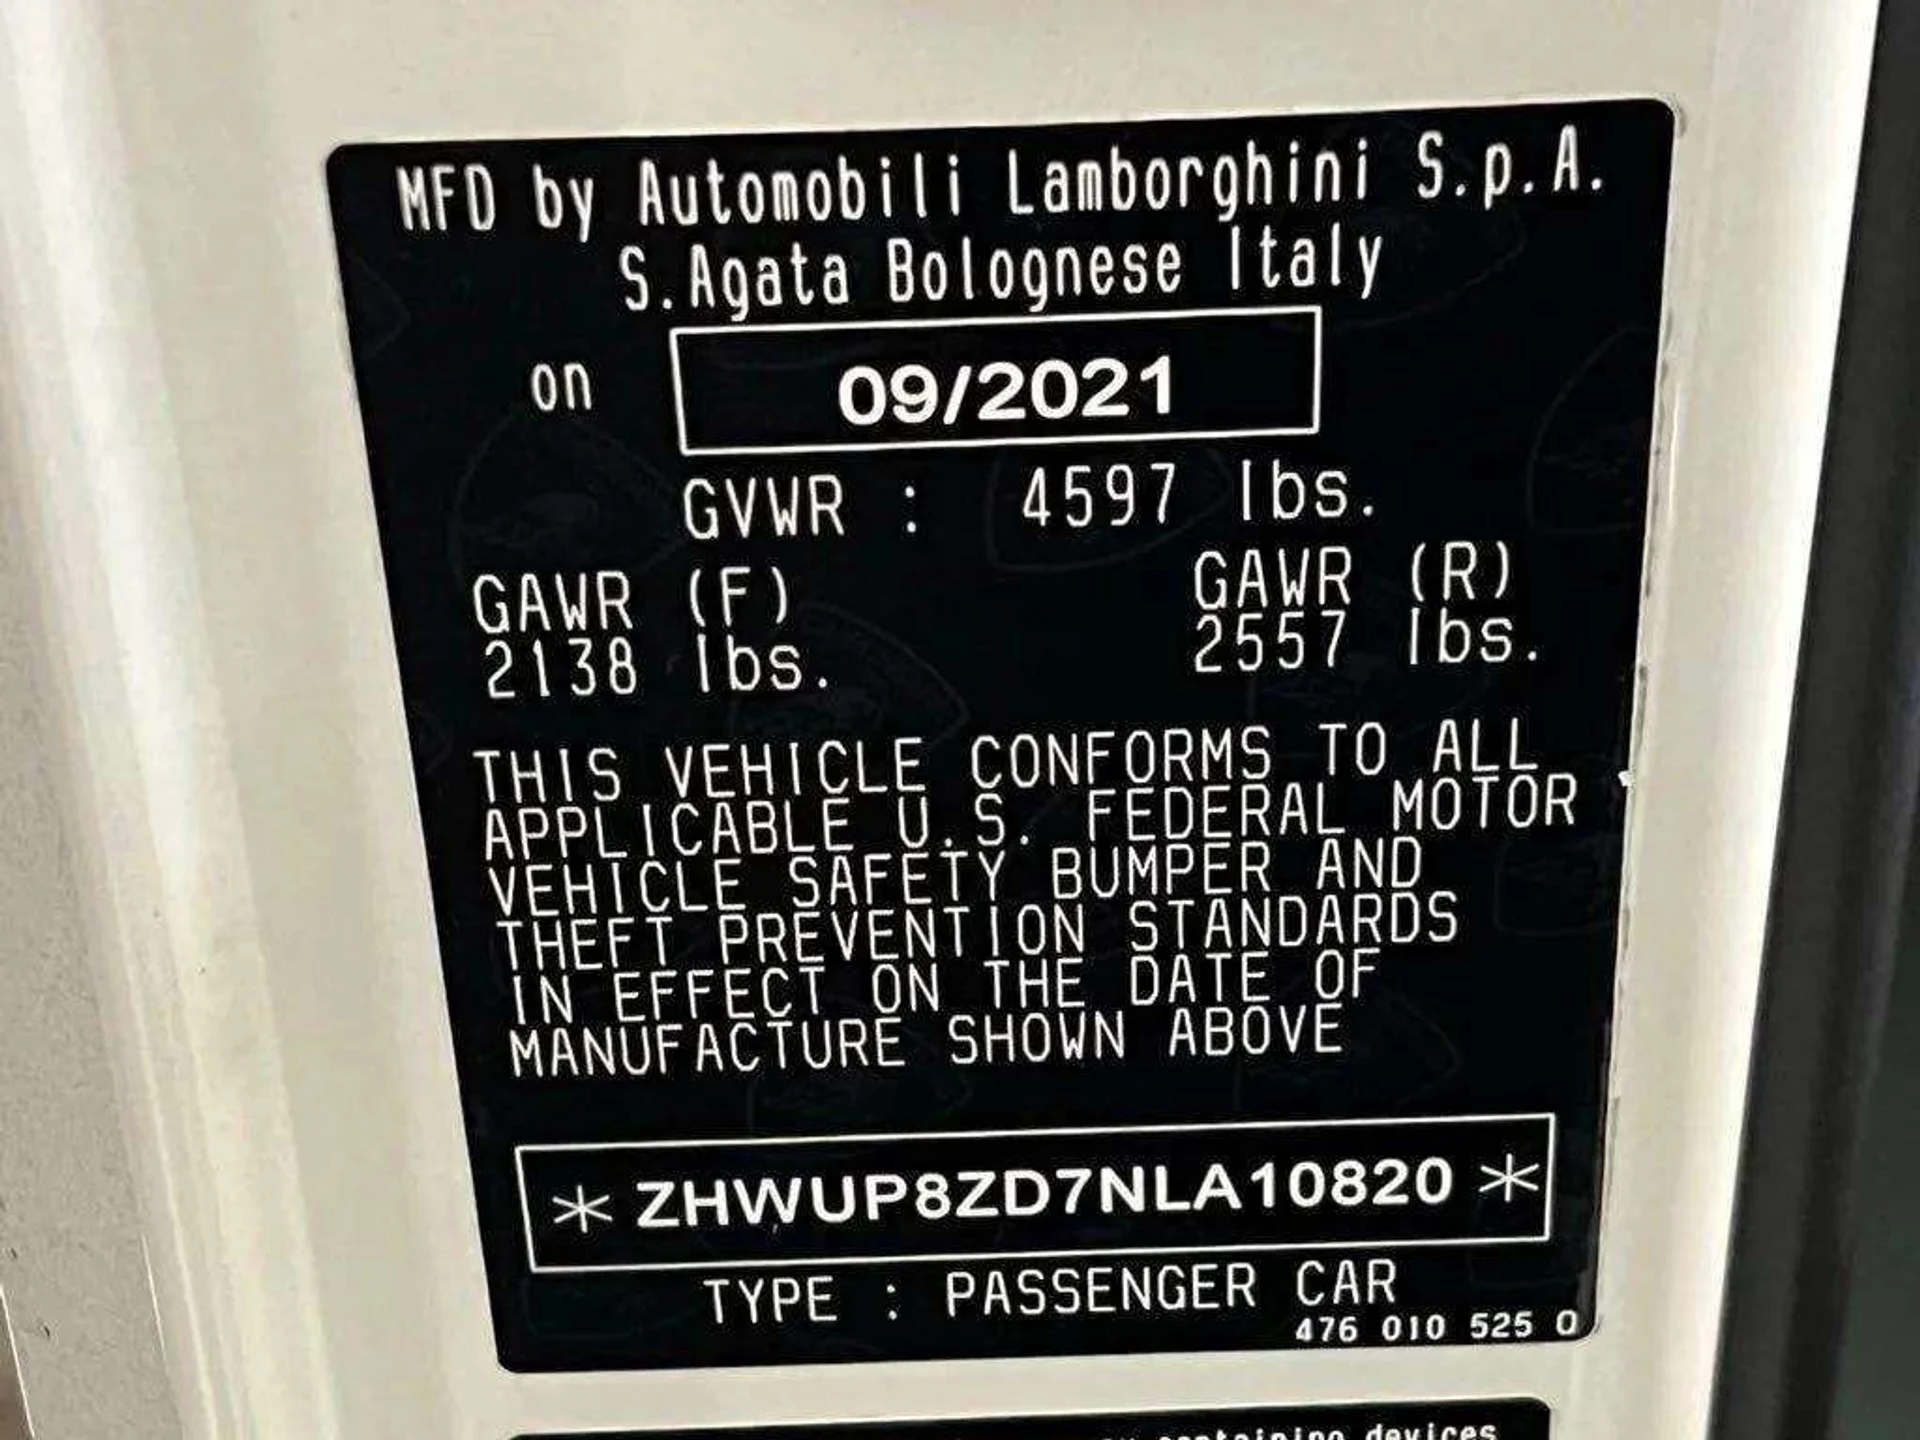 MFD by Automobili Lamborghini S.p.A.
S.Agata Bolognese Italy
on 09/2021
GVWR : 4597 lbs.
GAWR (F) GAWR (R)
2138 lbs. 2557 lbs.
THIS VEHICLE CONFORMS TO ALL
APPLICABLE U.S. FEDERAL MOTOR
VEHICLE SAFETY BUMPER AND
THEFT PREVENTION STANDARDS
IN EFFECT ON THE DATE OF
MANUFACTURE SHOWN ABOVE
* ZHWUP8ZD7NLA10820 *
TYPE : PASSENGER CAR
476 010 525 Q
containing devices